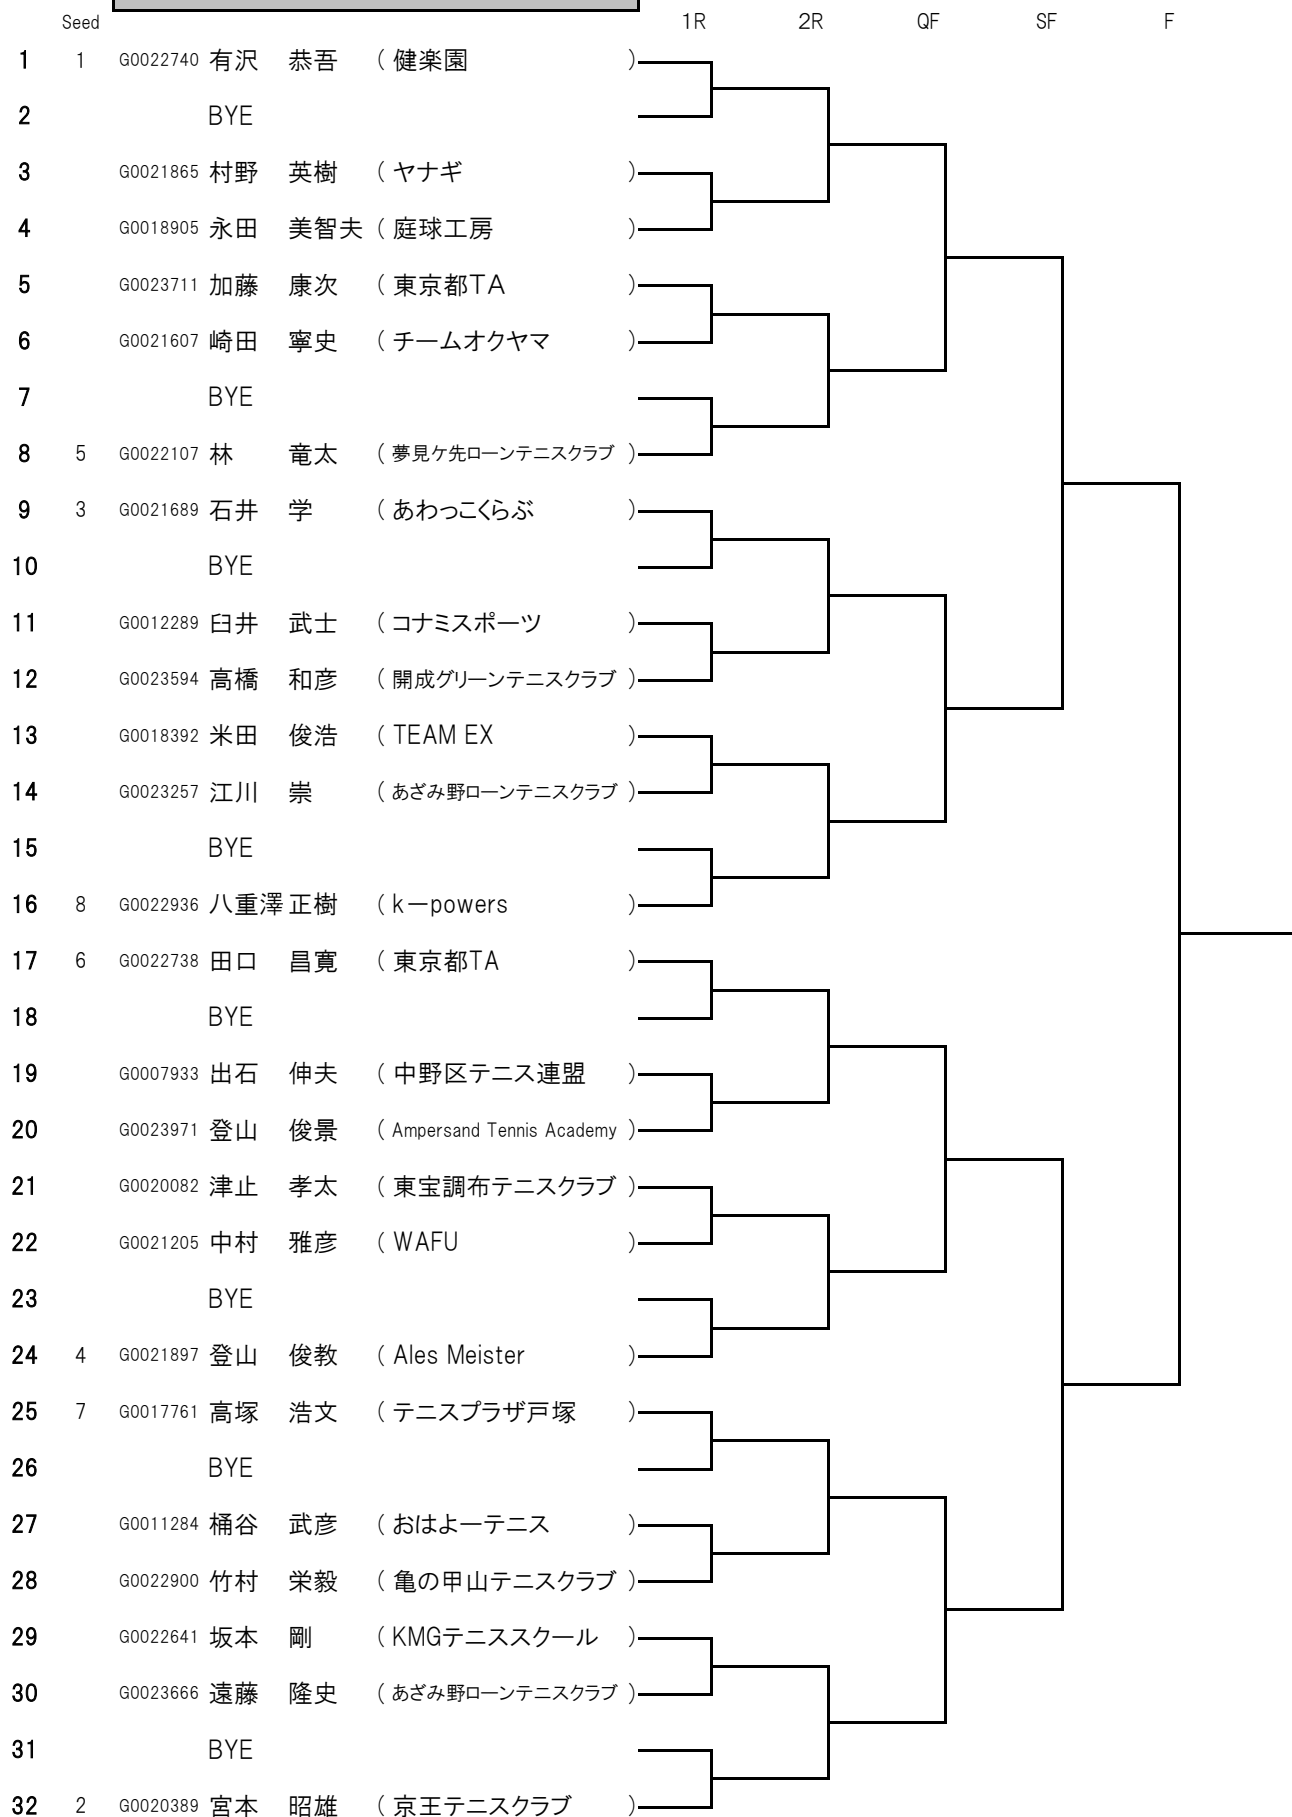 Seed 1R 2R QF SF F
1 1 G0022740 有沢 恭吾 ( 健楽園 )
2 BYE
3 G0021865 村野 英樹 ( ヤナギ )
4 G0018905 永田 美智夫 ( 庭球工房 )
5 G0023711 加藤 康次 ( 東京都TA )
6 G0021607 崎田 寧史 ( チームオクヤマ )
7 BYE
8 5 G0022107 林 竜太 ( 夢見ケ先ローンテニスクラブ )
9 3 G0021689 石井 学 ( あわっこくらぶ )
10 BYE
11 G0012289 臼井 武士 ( コナミスポーツ )
12 G0023594 高橋 和彦 ( 開成グリーンテニスクラブ )
13 G0018392 米田 俊浩 ( TEAM EX )
14 G0023257 江川 崇 ( あざみ野ローンテニスクラブ )
15 BYE
16 8 G0022936 八重澤 正樹 ( k－powers )
17 6 G0022738 田口 昌寛 ( 東京都TA )
18 BYE
19 G0007933 出石 伸夫 ( 中野区テニス連盟 )
20 G0023971 登山 俊景 ( Ampersand Tennis Academy )
21 G0020082 津止 孝太 ( 東宝調布テニスクラブ )
22 G0021205 中村 雅彦 ( WAFU )
23 BYE
24 4 G0021897 登山 俊教 ( Ales Meister )
25 7 G0017761 高塚 浩文 ( テニスプラザ戸塚 )
26 BYE
27 G0011284 桶谷 武彦 ( おはよーテニス )
28 G0022900 竹村 栄毅 ( 亀の甲山テニスクラブ )
29 G0022641 坂本 剛 ( KMGテニススクール )
30 G0023666 遠藤 隆史 ( あざみ野ローンテニスクラブ )
31 BYE
32 2 G0020389 宮本 昭雄 ( 京王テニスクラブ )